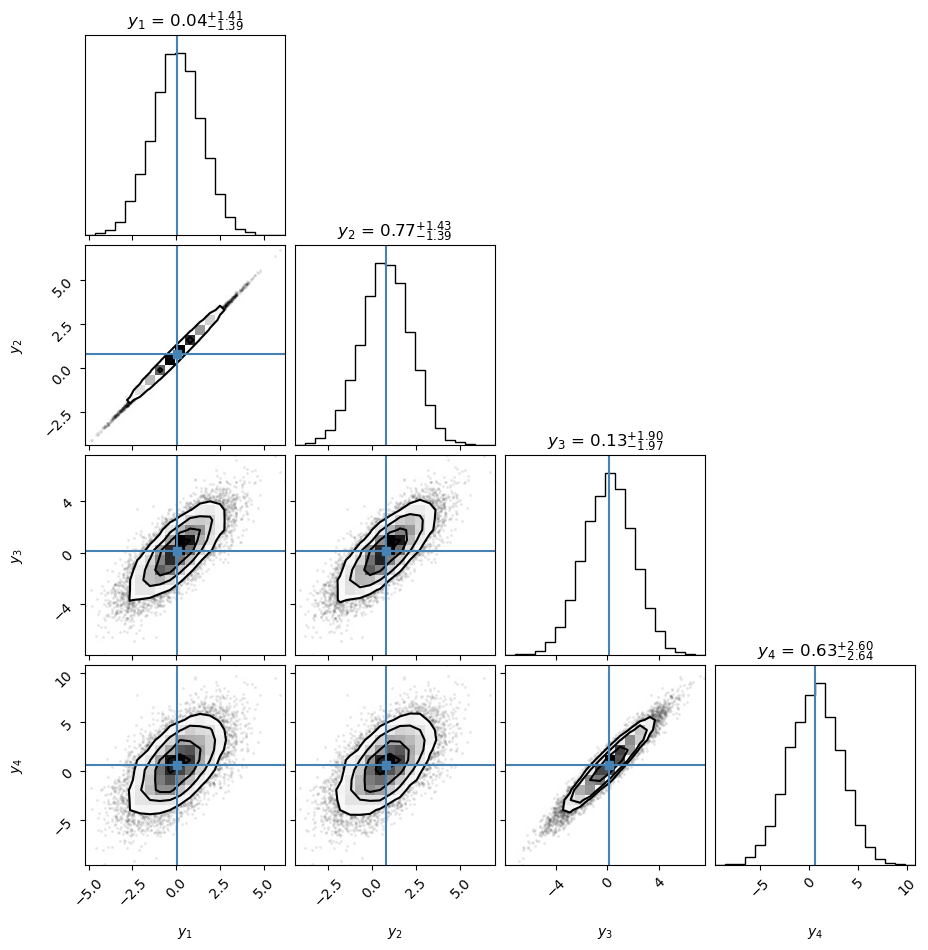 y₁ = 0.04⁺¹·⁴¹₋₁.₃₉
y₂ = 0.77⁺¹·⁴³₋₁.₃₉
5.0
2.5
0.0
−2.5
y₂
y₃ = 0.13⁺¹·⁹⁰₋₁.₉₇
4
0
−4
y₃
y₄ = 0.63⁺²·⁶⁰₋₂.₆₄
10
5
0
−5
y₄
−5.0 −2.5 0.0 2.5 5.0 −2.5 0.0 2.5 5.0 −4 0 4 −5 0 5 10
y₁ y₂ y₃ y₄